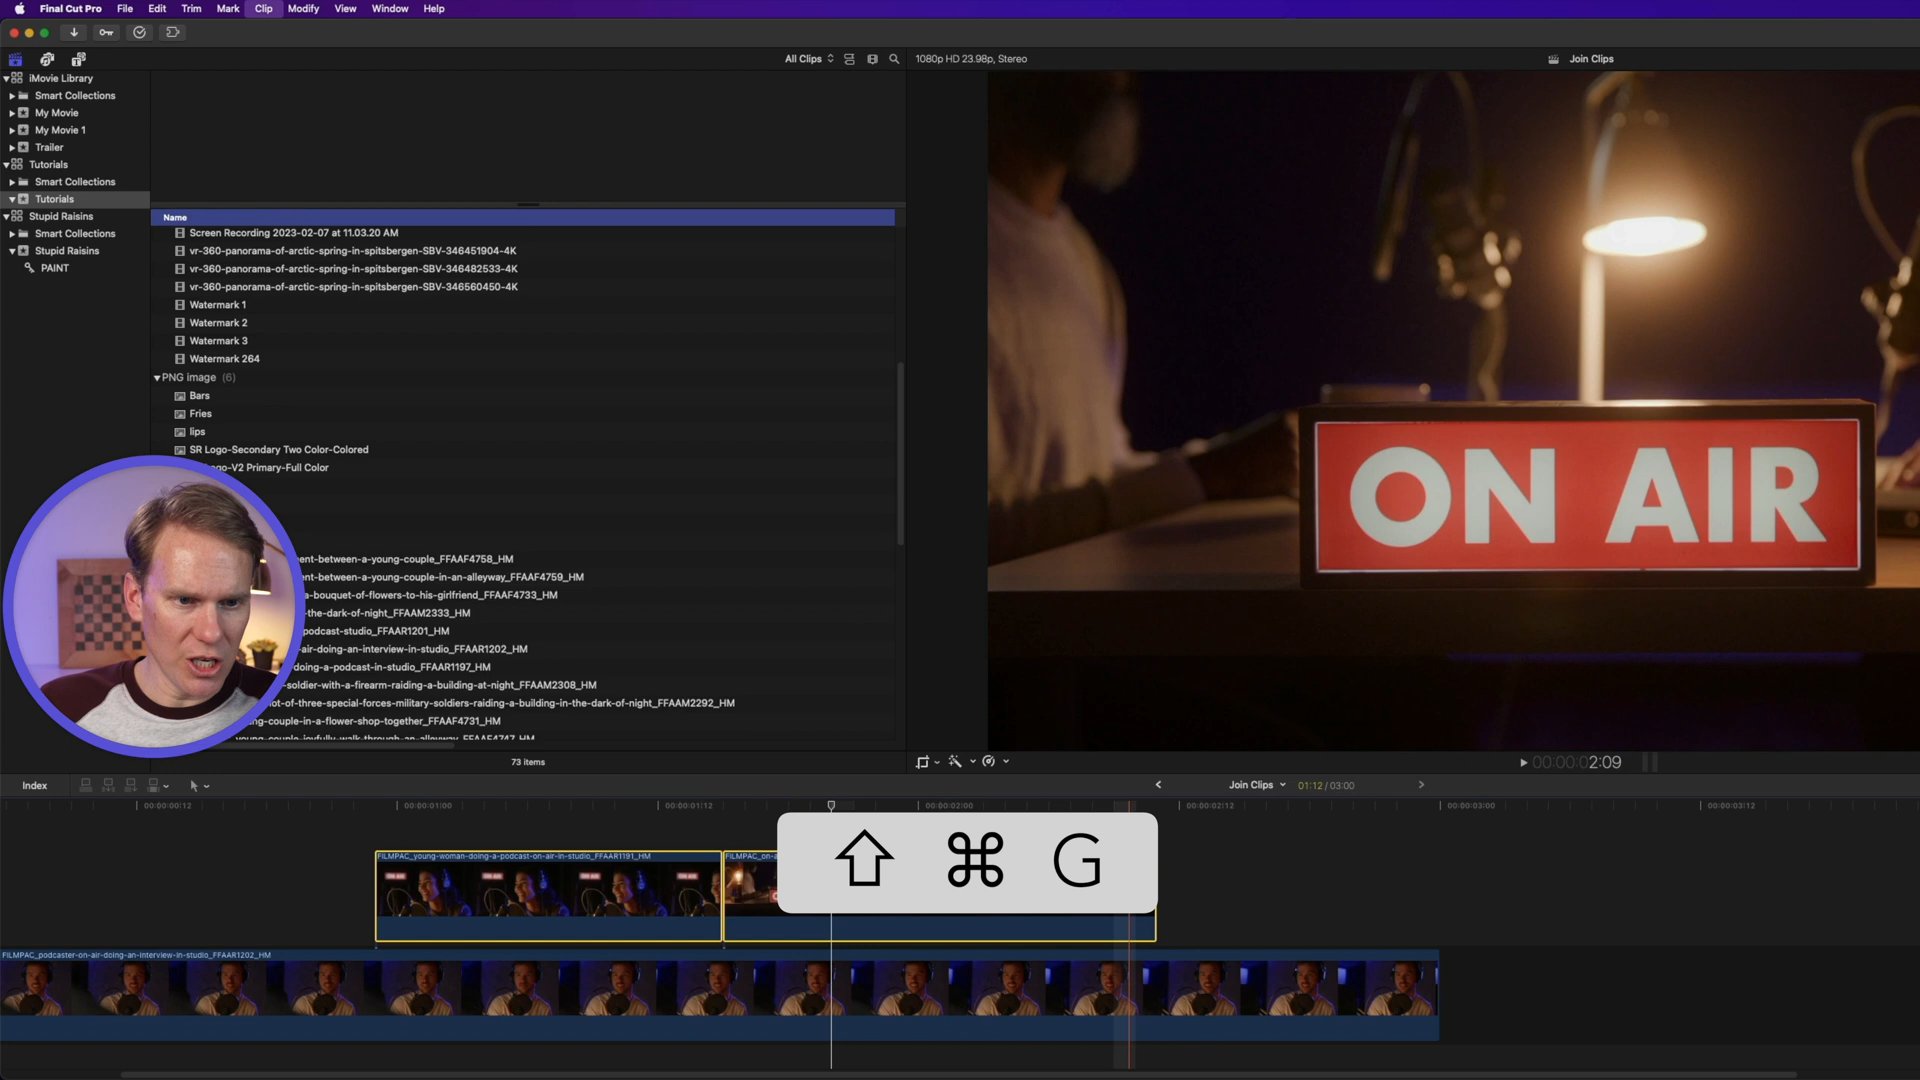 Final Cut Pro File Edit Trim Mark Clip Modify View Window Help
All Clips
1080p HD 23.98p, Stereo
Join Clips
iMovie Library
Smart Collections
My Movie
My Movie 1
Trailer
Tutorials
Smart Collections
Tutorials
Stupid Raisins
Smart Collections
Stupid Raisins
PAINT
Name
Screen Recording 2023-02-07 at 11.03.20 AM
vr-360-panorama-of-arctic-spring-in-spitsbergen-SBV-346451904-4K
vr-360-panorama-of-arctic-spring-in-spitsbergen-SBV-346482533-4K
vr-360-panorama-of-arctic-spring-in-spitsbergen-SBV-346560450-4K
Watermark 1
Watermark 2
Watermark 3
Watermark 264
PNG image (6)
Bars
Fries
lips
SR Logo-Secondary Two Color-Colored
ogo-V2 Primary-Full Color
ent-between-a-young-couple_FFAAF4758_HM
ent-between-a-young-couple-in-an-alleyway_FFAAF4759_HM
a-bouquet-of-flowers-to-his-girlfriend_FFAAF4733_HM
the-dark-of-night_FFAAM2333_HM
podcast-studio_FFAAR1201_HM
air-doing-an-interview-in-studio_FFAAR1202_HM
doing-a-podcast-in-studio_FFAAR1197_HM
-soldier-with-a-firearm-raiding-a-building-at-night_FFAAM2308_HM
ot-of-three-special-forces-military-soldiers-raiding-a-building-in-the-dark-of-night_FFAAM2292_HM
ng-couple-in-a-flower-shop-together_FFAAF4731_HM
young-couple-joyfully-walk-through-an-alleyway_FFAAF4747_HM
73 items
ON AIR
00:00:00:02:09
Index
Join Clips 01:12 / 03:00
00:00:00:12 00:00:01:00 00:00:01:12 00:00:02:00 00:00:02:12 00:00:03:00 00:00:03:12
FILMPAC_young-woman-doing-a-podcast-on-air-in-studio_FFAAR1191_HM
FILMPAC_on-a
⇧ ⌘ G
FILMPAC_podcaster-on-air-doing-an-interview-in-studio_FFAAR1202_HM